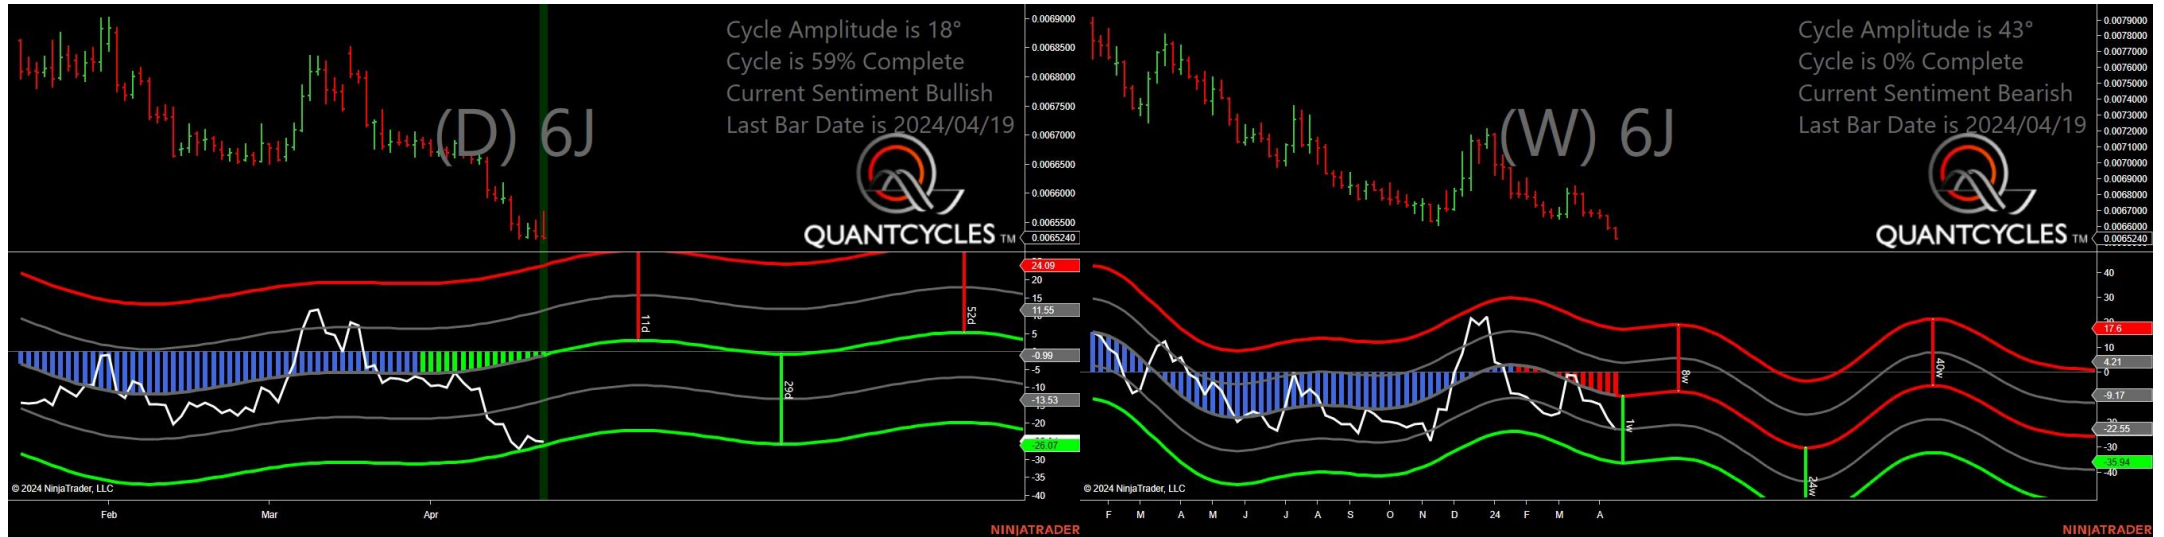 Cycle Amplitude is 18°
Cycle is 59% Complete
Current Sentiment Bullish
Last Bar Date is 2024/04/19
(D) 6J
QUANTCYCLES TM
0.0069000
0.0068500
0.0068000
0.0067500
0.0067000
0.0066500
0.0066000
0.0065500
0.0065240
24.09
20
15
11.55
5
-0.99
-5
-10
-13.53
-20
-26.07
-30
-35
-40
11d
29d
52d
© 2024 NinjaTrader, LLC
Feb Mar Apr
NINJATRADER
Cycle Amplitude is 43°
Cycle is 0% Complete
Current Sentiment Bearish
Last Bar Date is 2024/04/19
(W) 6J
QUANTCYCLES TM
0.0079000
0.0078000
0.0077000
0.0076000
0.0075000
0.0074000
0.0073000
0.0072000
0.0071000
0.0070000
0.0069000
0.0068000
0.0067000
0.0066000
0.0065240
40
30
17.6
10
4.21
0
-9.17
-22.55
-30
-35.94
-40
1w
8w
24w
40w
© 2024 NinjaTrader, LLC
F M A M J J A S O N D 24 F M A
NINJATRADER